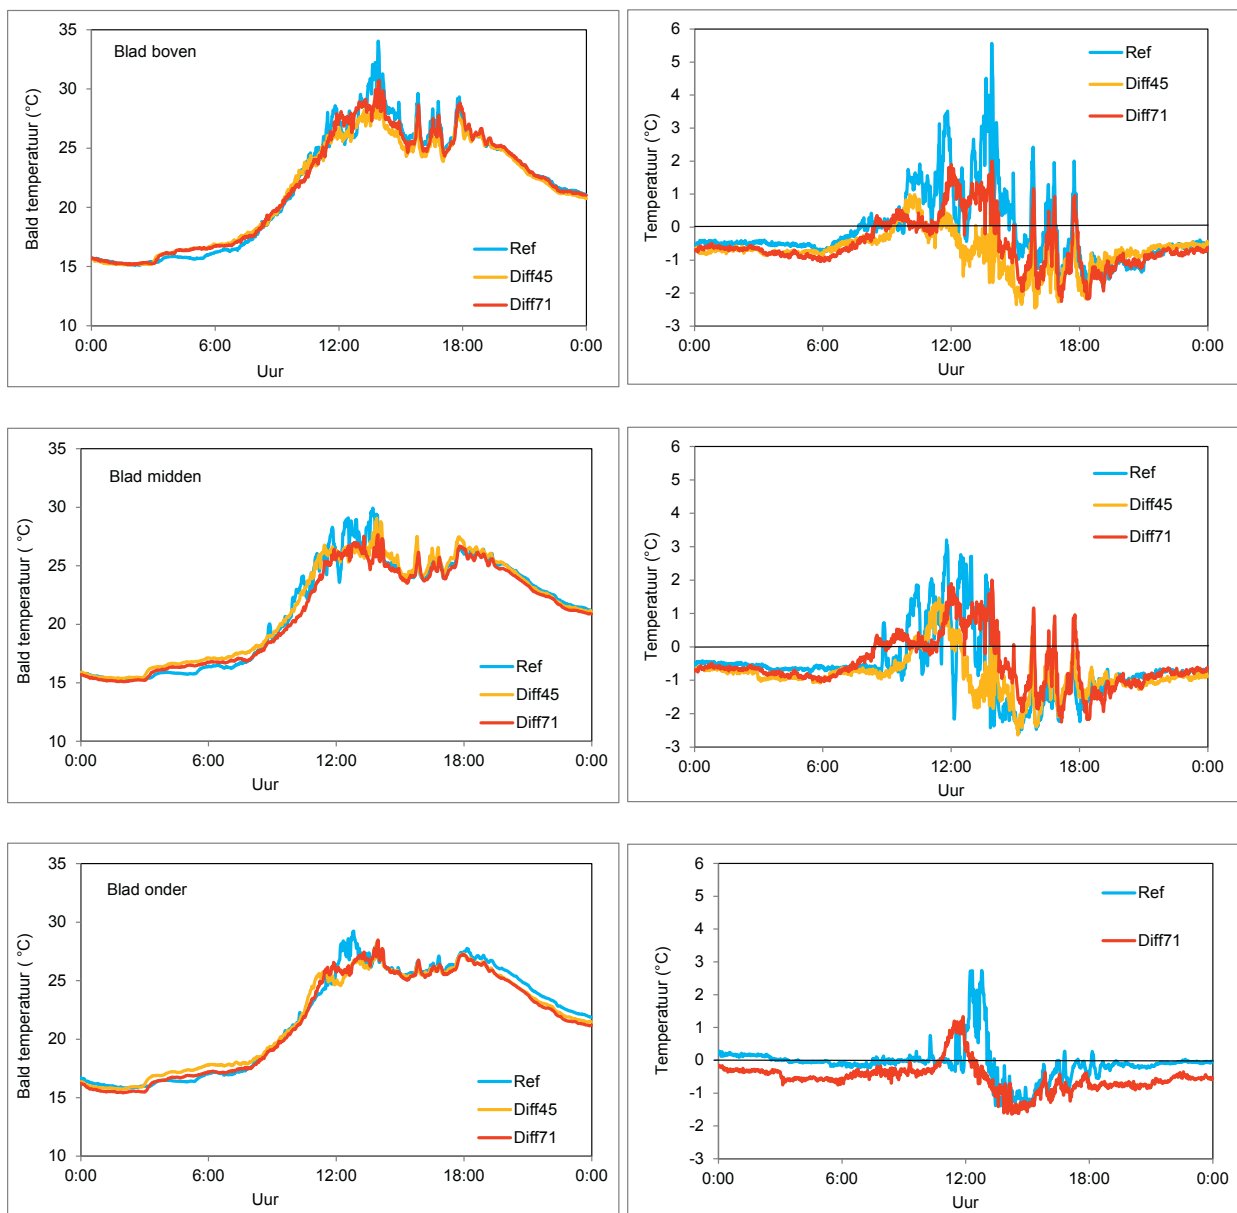 Bald temperatuur (°C)
35
30
25
20
15
10
Blad boven
Ref
Diff45
Diff71
0:00 6:00 12:00 18:00 0:00
Uur
Temperatuur (°C)
6
5
4
3
2
1
0
-1
-2
-3
Ref
Diff45
Diff71
0:00 6:00 12:00 18:00 0:00
Uur
Bald temperatuur ( °C)
35
30
25
20
15
10
Blad midden
Ref
Diff45
Diff71
0:00 6:00 12:00 18:00 0:00
Uur
Temperatuur (°C)
6
5
4
3
2
1
0
-1
-2
-3
Ref
Diff45
Diff71
0:00 6:00 12:00 18:00 0:00
Uur
Bald temperatuur (°C)
35
30
25
20
15
10
Blad onder
Ref
Diff45
Diff71
0:00 6:00 12:00 18:00 0:00
Uur
Temperatuur (°C)
6
5
4
3
2
1
0
-1
-2
-3
Ref
Diff71
0:00 6:00 12:00 18:00 0:00
Uur